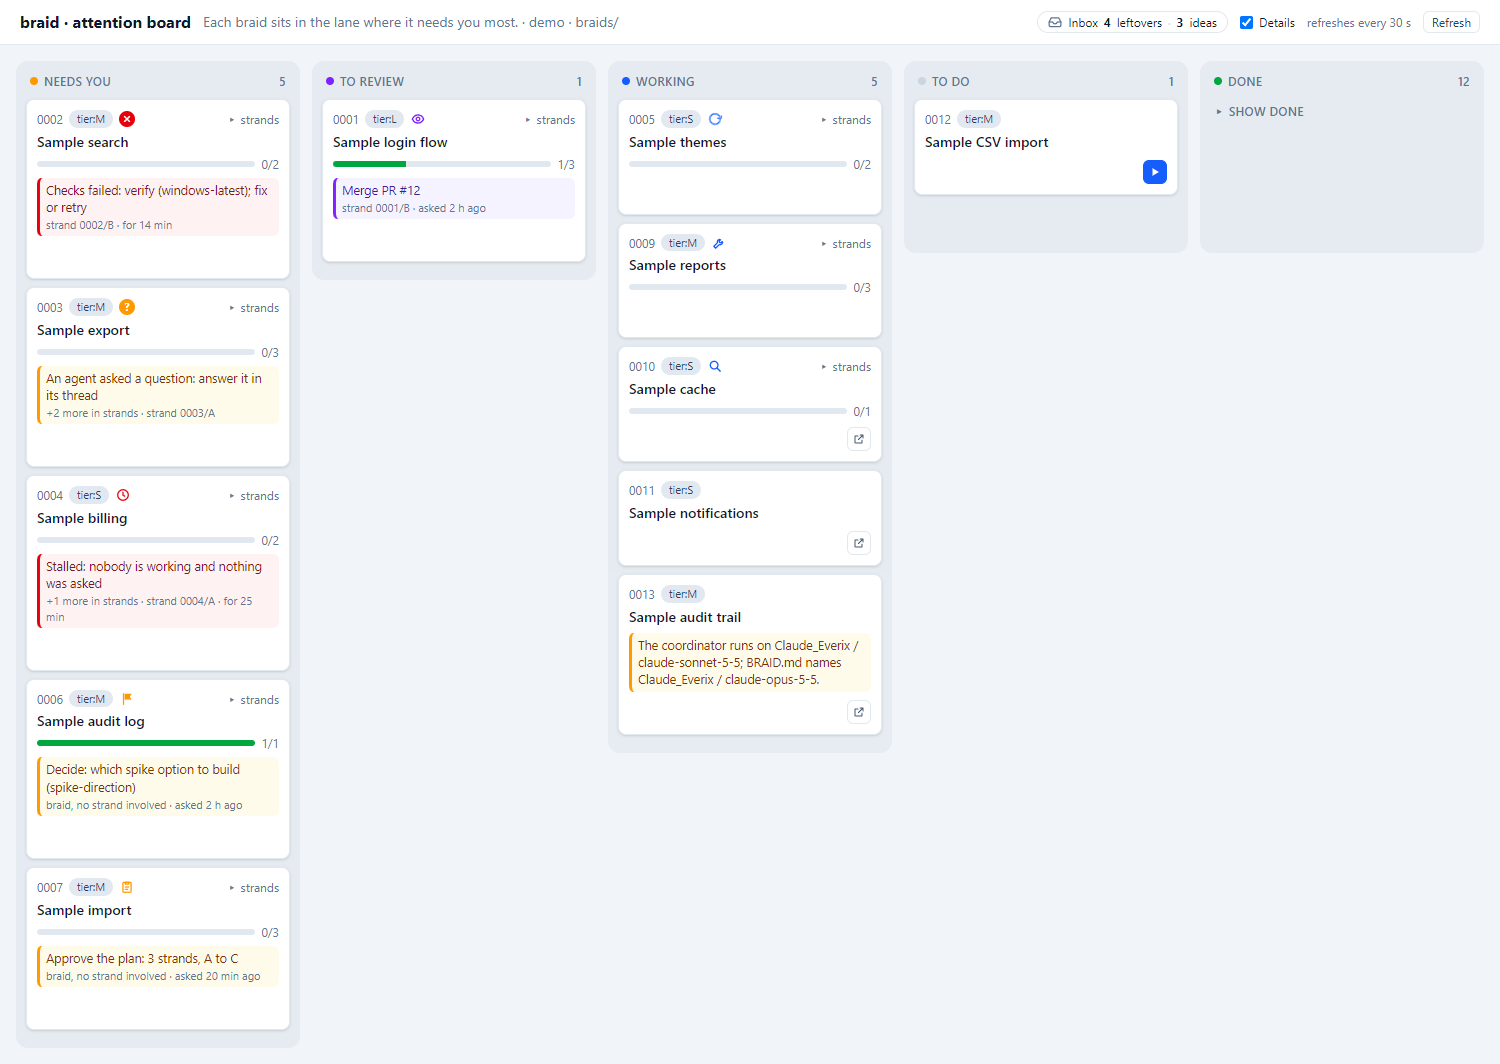 braid · attention board
Each braid sits in the lane where it needs you most. · demo · braids/
Inbox 4 leftovers · 3 ideas
Details
refreshes every 30 s
Refresh
NEEDS YOU 5
0002 tier:M strands
Sample search
0/2
Checks failed: verify (windows-latest); fix
or retry
strand 0002/B · for 14 min
0003 tier:M ? strands
Sample export
0/3
An agent asked a question: answer it in
its thread
+2 more in strands · strand 0003/A
0004 tier:S strands
Sample billing
0/2
Stalled: nobody is working and nothing
was asked
+1 more in strands · strand 0004/A · for 25
min
0006 tier:M strands
Sample audit log
1/1
Decide: which spike option to build
(spike-direction)
braid, no strand involved · asked 2 h ago
0007 tier:M strands
Sample import
0/3
Approve the plan: 3 strands, A to C
braid, no strand involved · asked 20 min ago
TO REVIEW 1
0001 tier:L strands
Sample login flow
1/3
Merge PR #12
strand 0001/B · asked 2 h ago
WORKING 5
0005 tier:S strands
Sample themes
0/2
0009 tier:M strands
Sample reports
0/3
0010 tier:S strands
Sample cache
0/1
0011 tier:S
Sample notifications
0013 tier:M
Sample audit trail
The coordinator runs on Claude_Everix /
claude-sonnet-5-5; BRAID.md names
Claude_Everix / claude-opus-5-5.
TO DO 1
0012 tier:M
Sample CSV import
DONE 12
SHOW DONE